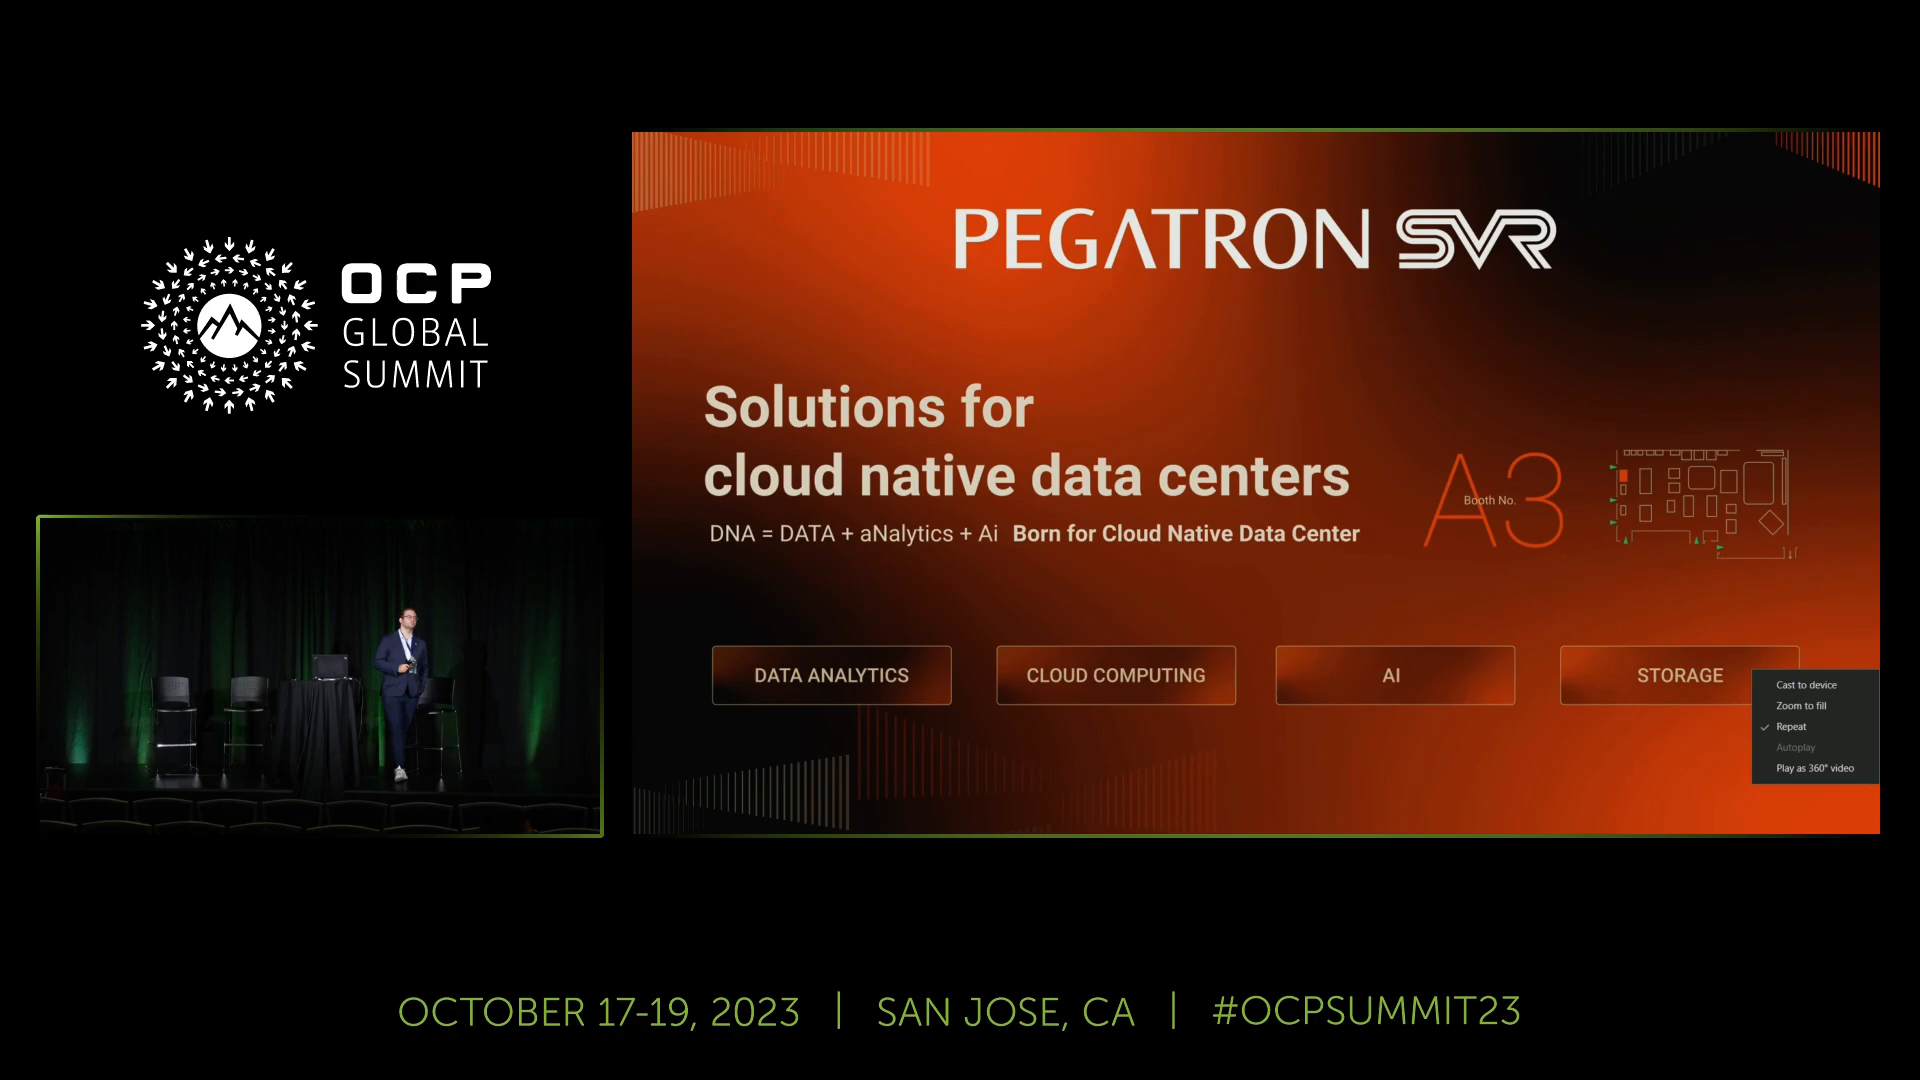 OCP
GLOBAL
SUMMIT
PEGATRON SVR
Solutions for
cloud native data centers
DNA = DATA + aNalytics + Ai Born for Cloud Native Data Center
A3
Booth No.
DATA ANALYTICS
CLOUD COMPUTING
AI
STORAGE
Cast to device
Zoom to fill
Repeat
Autoplay
Play as 360° video
OCTOBER 17-19, 2023 | SAN JOSE, CA | #OCPSUMMIT23